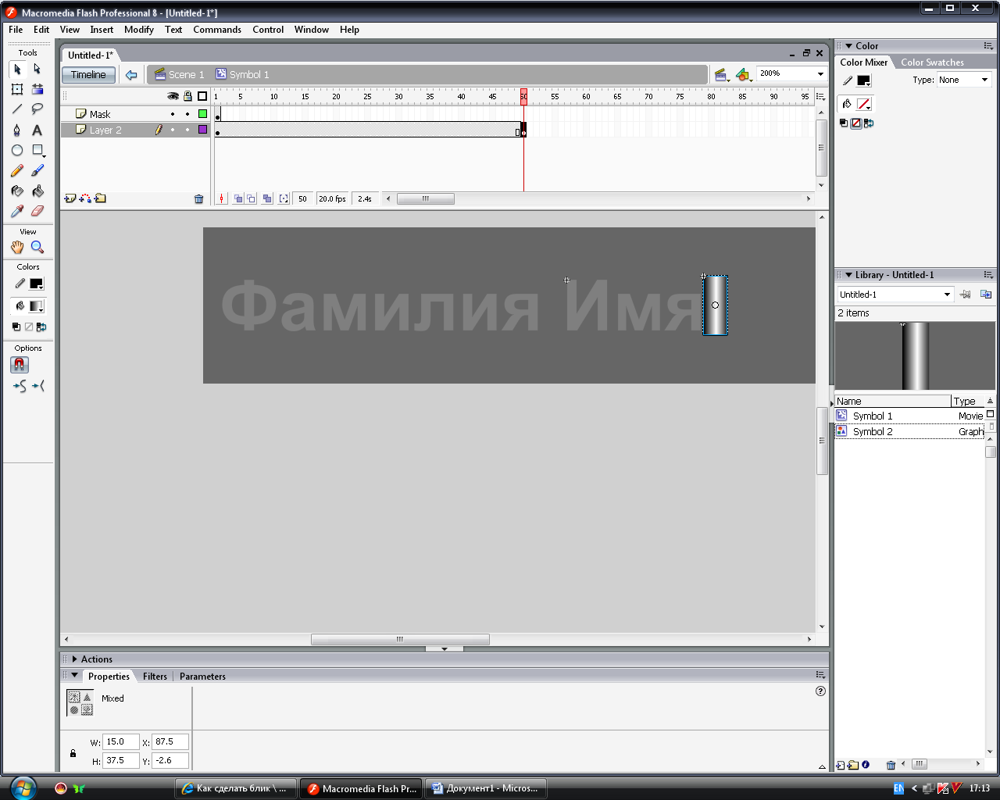 Macromedia Flash Professional 8 - [Untitled-1*]
File Edit View Insert Modify Text Commands Control Window Help
Tools
View
Colors
Options
Untitled-1*
Timeline Scene 1 Symbol 1 200%
1 5 10 15 20 25 30 35 40 45 50 55 60 65 70 75 80 85 90 95
Mask
Layer 2
50 20.0 fps 2.4s
Фамилия Имя
Actions
Properties Filters Parameters
Mixed
W: 15.0 X: 87.5
H: 37.5 Y: -2.6
Color
Color Mixer Color Swatches
Type: None
Library - Untitled-1
Untitled-1
2 items
Name Type
Symbol 1 Movie
Symbol 2 Graph
Как сделать блик \ ... Macromedia Flash Pr... Документ1 - Micros... EN 17:13